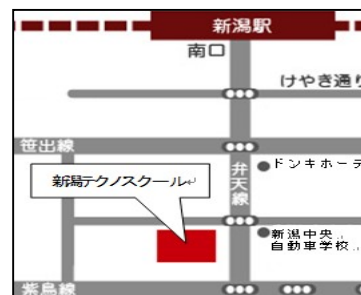 新潟駅
南口
けやき通り
笹出線
弁天線
ドンキホーテ
新潟テクノスクール
新潟中央
自動車学校
紫鳥線